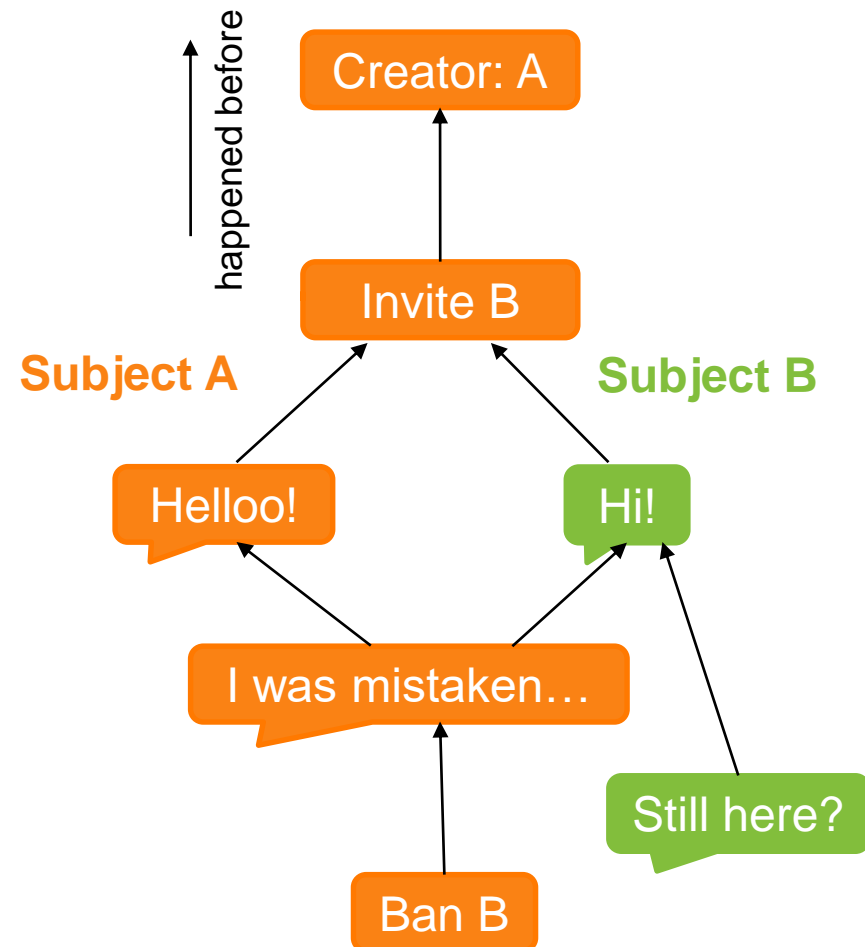 happened before
Creator: A
Invite B
Subject A
Subject B
Helloo!
Hi!
I was mistaken…
Still here?
Ban B